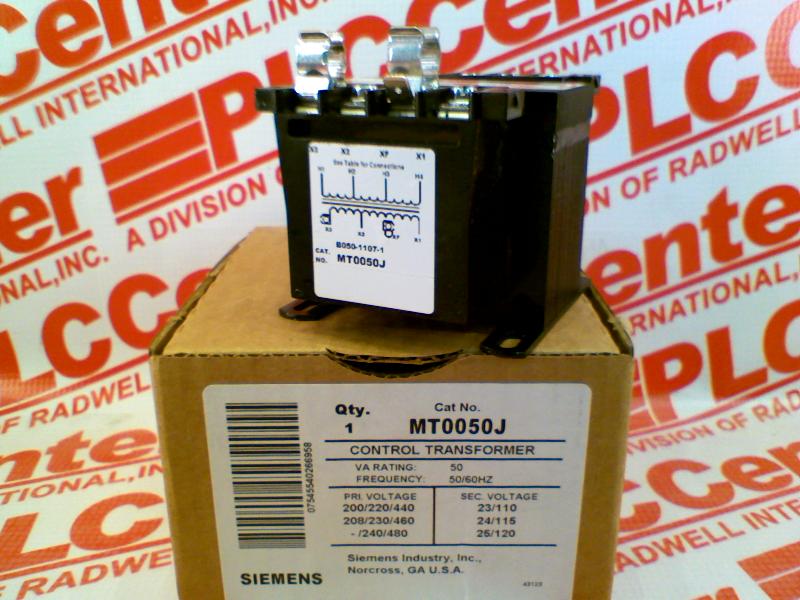 X3 X2 XF X1
See Table for Connections
H1 H2 H3 H4
X3 X2 XF X1
B050-1107-1
CAT. NO. MT0050J
Qty. 1
Cat No.
MT0050J
CONTROL TRANSFORMER
VA RATING: 50
FREQUENCY: 50/60HZ
PRI. VOLTAGE SEC. VOLTAGE
200/220/440 23/110
208/230/460 24/115
- /240/480 25/120
Siemens Industry, Inc.,
Norcross, GA U.S.A.
SIEMENS
07545540266958
PLCCenter
A DIVISION OF RADWELL INTERNATIONAL, INC.